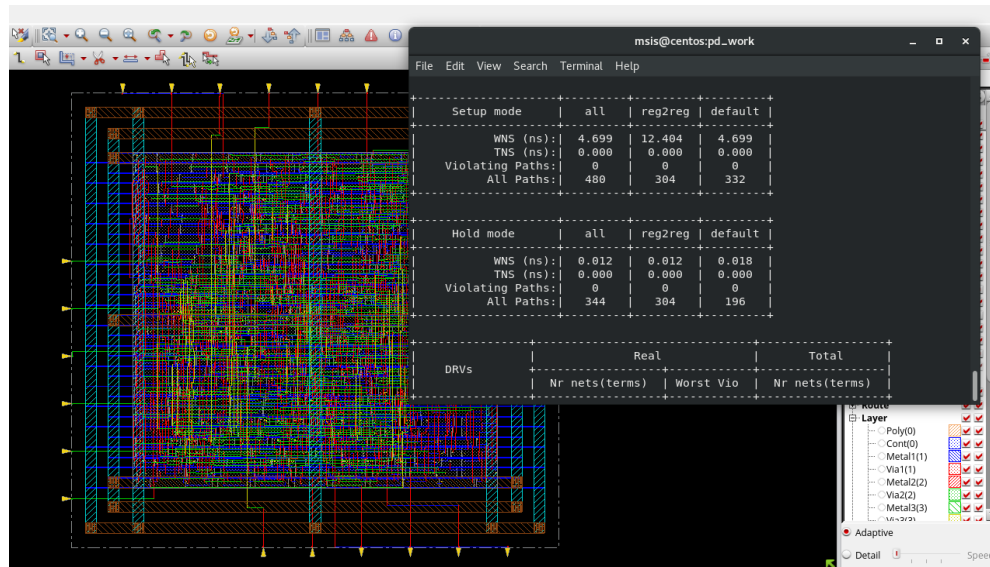 msis@centos:pd_work
File Edit View Search Terminal Help
Setup mode | all | reg2reg | default |
WNS (ns):| 4.699 | 12.404 | 4.699 |
TNS (ns):| 0.000 | 0.000 | 0.000 |
Violating Paths:| 0 | 0 | 0 |
All Paths:| 480 | 304 | 332 |
Hold mode | all | reg2reg | default |
WNS (ns):| 0.012 | 0.012 | 0.018 |
TNS (ns):| 0.000 | 0.000 | 0.000 |
Violating Paths:| 0 | 0 | 0 |
All Paths:| 344 | 304 | 196 |
Real | Total |
DRVs
Nr nets(terms) | Worst Vio | Nr nets(terms) |
Route
Layer
Poly(0)
Cont(0)
Metal1(1)
Via1(1)
Metal2(2)
Via2(2)
Metal3(3)
Via3(3)
Adaptive
Detail